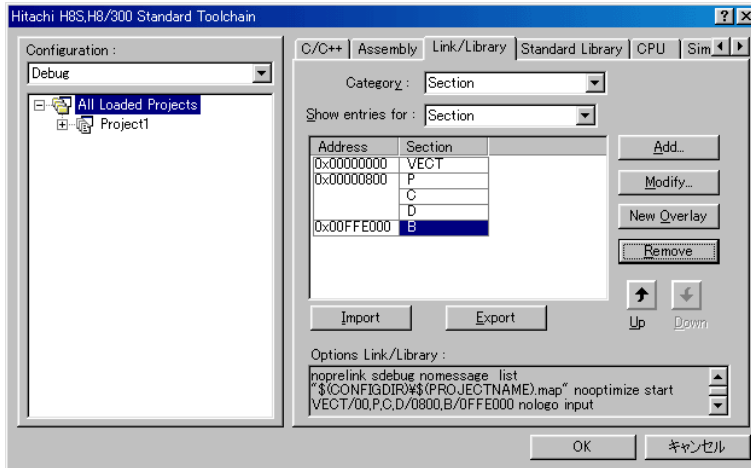 Hitachi H8S,H8/300 Standard Toolchain
Configuration :
Debug
All Loaded Projects
Project1
C/C++ Assembly Link/Library Standard Library CPU Sim
Category : Section
Show entries for : Section
Address Section
0x00000000 VECT
0x00000800 P
C
D
0x00FFE000 B
Add...
Modify...
New Overlay
Remove
Up Down
Import Export
Options Link/Library :
noprelink sdebug nomessage list
"$(CONFIGDIR)¥$(PROJECTNAME).map" nooptimize start
VECT/00,P,C,D/0800,B/0FFE000 nologo input
OK キャンセル